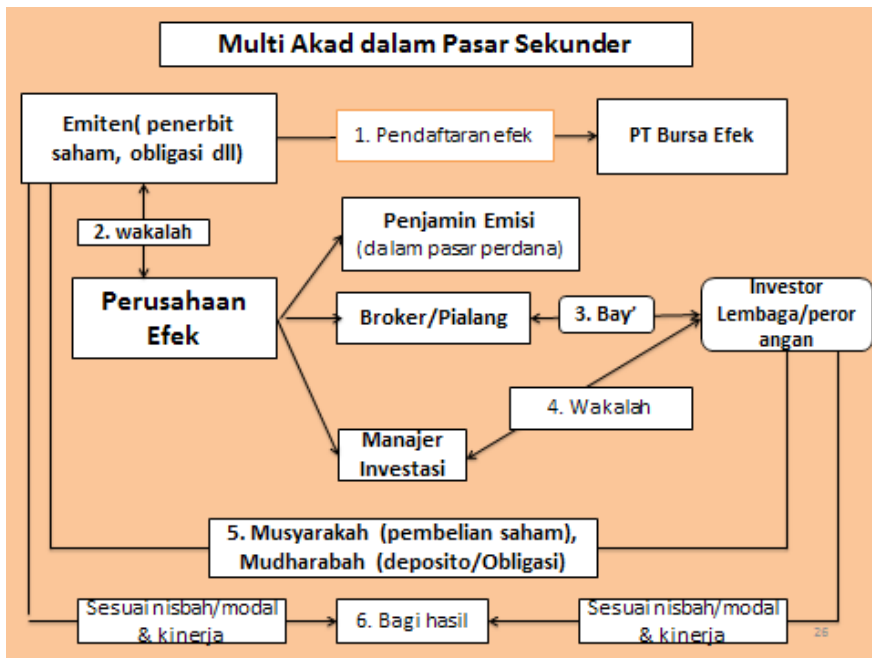 Multi Akad dalam Pasar Sekunder
Emiten( penerbit
saham, obligasi dll)
1. Pendaftaran efek
PT Bursa Efek
2. wakalah
Penjamin Emisi
(dalam pasar perdana)
Perusahaan
Efek
Broker/Pialang
3. Bay’
Investor
Lembaga/peror
angan
4. Wakalah
Manajer
Investasi
5. Musyarakah (pembelian saham),
Mudharabah (deposito/Obligasi)
Sesuai nisbah/modal
& kinerja
6. Bagi hasil
Sesuai nisbah/modal
& kinerja
26